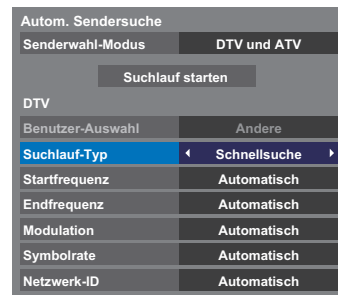 Autom. Sendersuche
Senderwahl-Modus DTV und ATV
Suchlauf starten
DTV
Benutzer-Auswahl Andere
Suchlauf-Typ Schnellsuche
Startfrequenz Automatisch
Endfrequenz Automatisch
Modulation Automatisch
Symbolrate Automatisch
Netzwerk-ID Automatisch